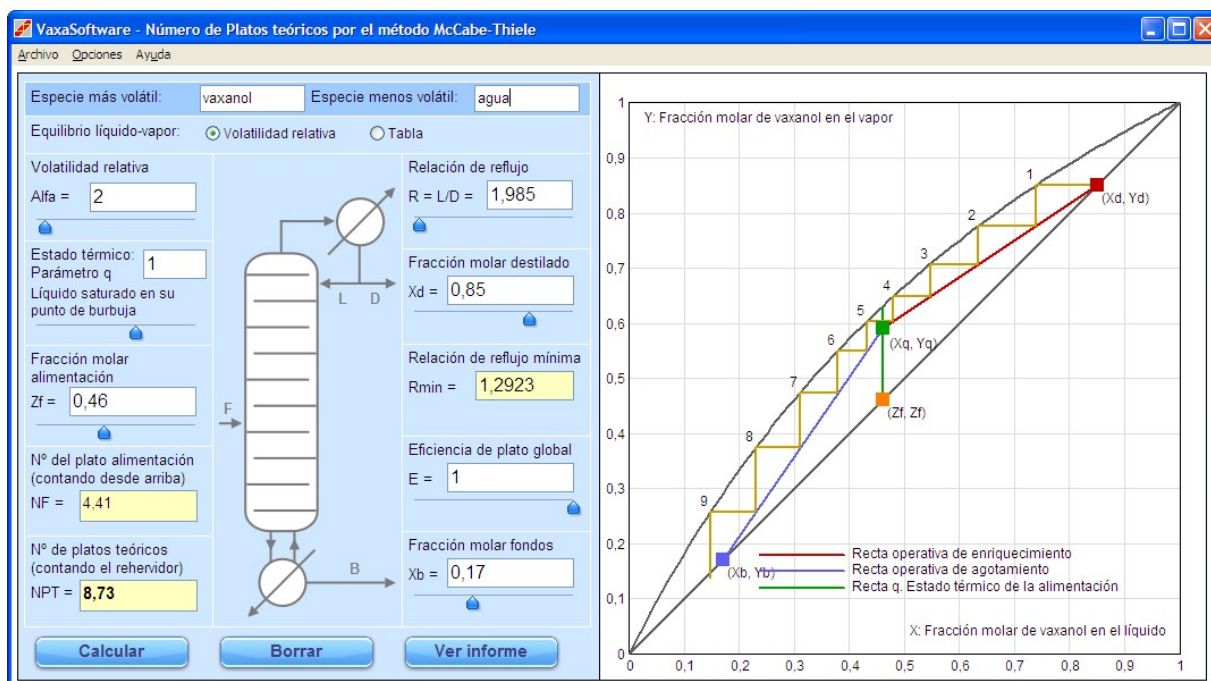 VaxaSoftware - Número de Platos teóricos por el método McCabe-Thiele
Archivo Opciones Ayuda
Especie más volátil: vaxanol Especie menos volátil: agua
Equilibrio líquido-vapor: Volatilidad relativa Tabla
Volatilidad relativa
Alfa = 2
Estado térmico:
Parámetro q 1
Líquido saturado en su
punto de burbuja
Fracción molar
alimentación
Zf = 0,46
Nº del plato alimentación
(contando desde arriba)
NF = 4,41
Nº de platos teóricos
(contando el rehervidor)
NPT = 8,73
L D
F
B
Relación de reflujo
R = L/D = 1,985
Fracción molar destilado
Xd = 0,85
Relación de reflujo mínima
Rmin = 1,2923
Eficiencia de plato global
E = 1
Fracción molar fondos
Xb = 0,17
Calcular Borrar Ver informe
Y: Fracción molar de vaxanol en el vapor
1
0,9
0,8
0,7
0,6
0,5
0,4
0,3
0,2
0,1
0
1
2
3
4
5
6
7
8
9
(Xd, Yd)
(Xq, Yq)
(Zf, Zf)
(Xb, Yb)
Recta operativa de enriquecimiento
Recta operativa de agotamiento
Recta q. Estado térmico de la alimentación
X: Fracción molar de vaxanol en el líquido
0 0,1 0,2 0,3 0,4 0,5 0,6 0,7 0,8 0,9 1